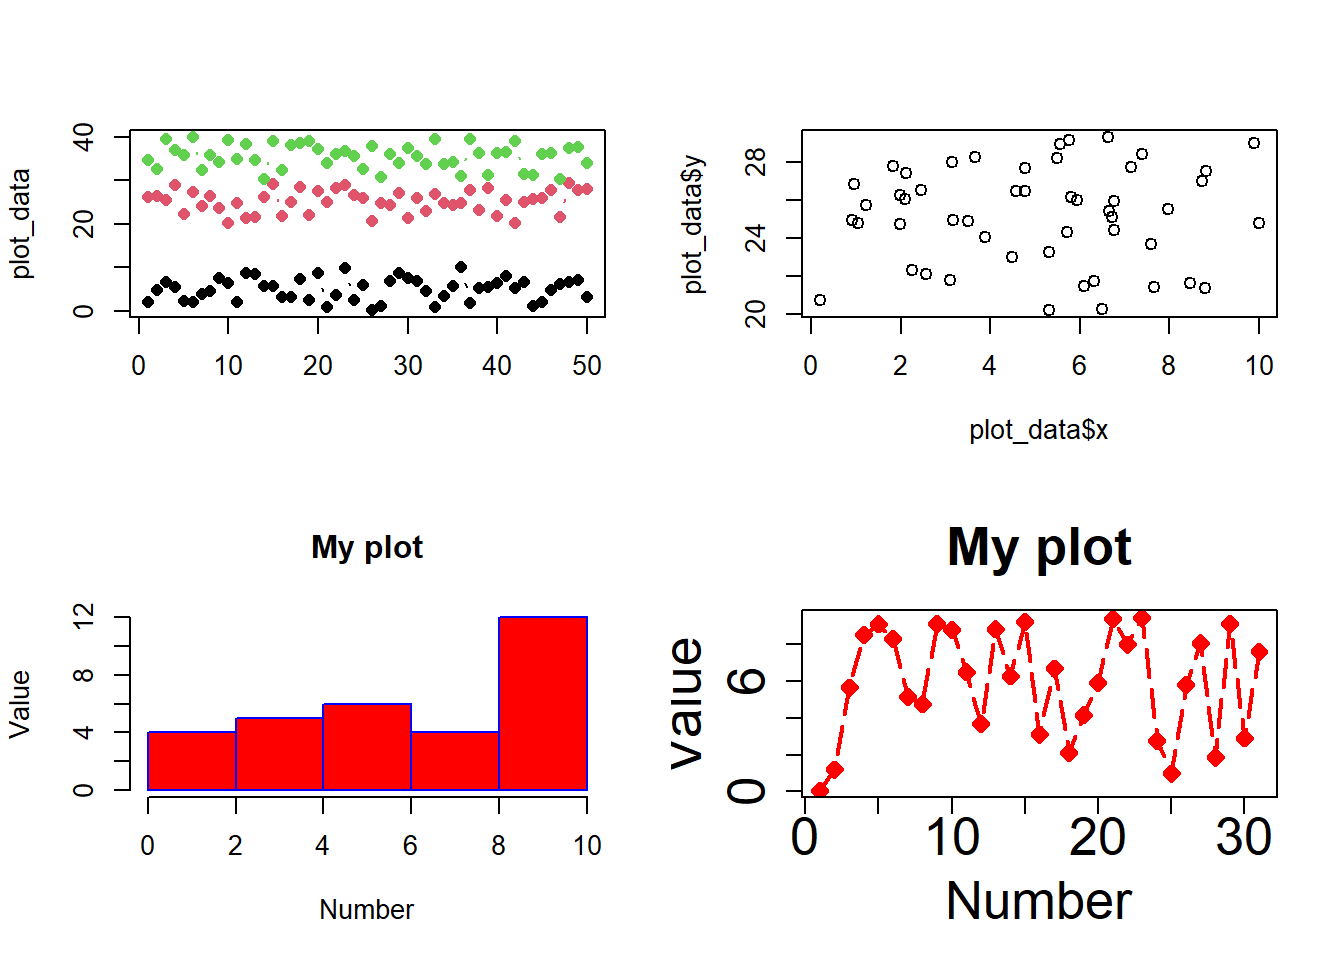 plot_data
0 20 40
0 10 20 30 40 50
plot_data$y
20 24 28
0 2 4 6 8 10
plot_data$x
My plot
Value
0 4 8 12
0 2 4 6 8 10
Number
My plot
value
0 6
0 10 20 30
Number